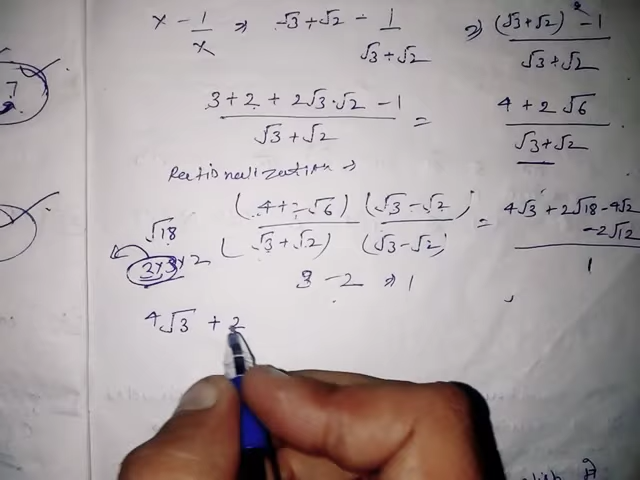 x - 1/x ⇒ √3+√2 - 1/(√3+√2) ⇒ ((√3+√2)² - 1)/(√3+√2)
(3+2+2√3·√2 - 1)/(√3+√2) = (4+2√6)/(√3+√2)
Rationalization ⇒
(4+2√6)/(√3+√2) (√3-√2)/(√3-√2) = (4√3+2√18-4√2-2√12)/1
√18
3×3×2
3 - 2 ⇒ 1
4√3 + 2
7